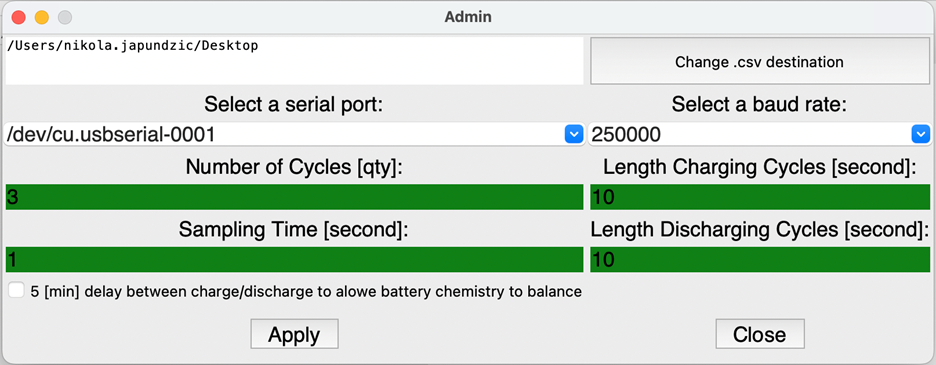 Admin
/Users/nikola.japundzic/Desktop
Change .csv destination
Select a serial port:
Select a baud rate:
/dev/cu.usbserial-0001
250000
Number of Cycles [qty]:
Length Charging Cycles [second]:
3
10
Sampling Time [second]:
Length Discharging Cycles [second]:
1
10
5 [min] delay between charge/discharge to alowe battery chemistry to balance
Apply
Close